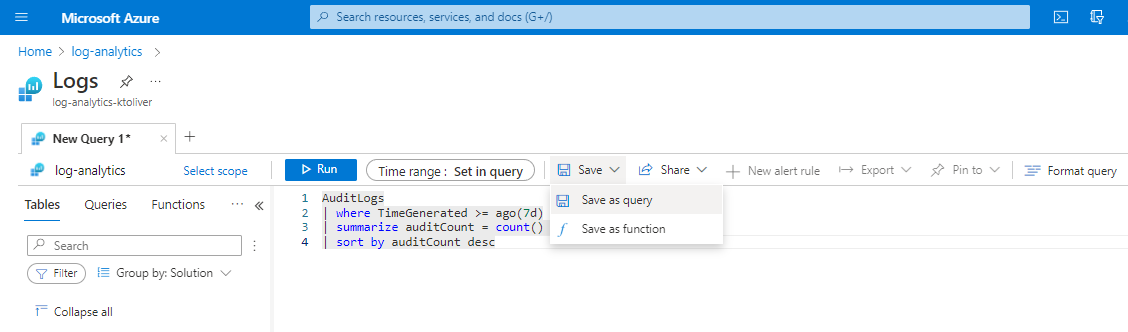 Microsoft Azure
Search resources, services, and docs (G+/)
Home > log-analytics >
Logs
...
log-analytics-ktoliver
New Query 1* × +
log-analytics Select scope
Run Time range : Set in query Save Share New alert rule Export Pin to Format query
Tables Queries Functions ... «
Search
Filter Group by: Solution
Collapse all
1 AuditLogs
2 | where TimeGenerated >= ago(7d)
3 | summarize auditCount = count()
4 | sort by auditCount desc
Save as query
f Save as function